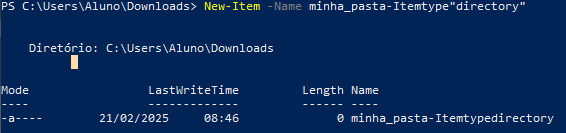 PS C:\Users\Aluno\Downloads> New-Item -Name minha_pasta-Itemtype"directory"
Diretório: C:\Users\Aluno\Downloads
Mode LastWriteTime Length Name
---- ------------- ------ ----
-a---- 21/02/2025 08:46 0 minha_pasta-Itemtypedirectory